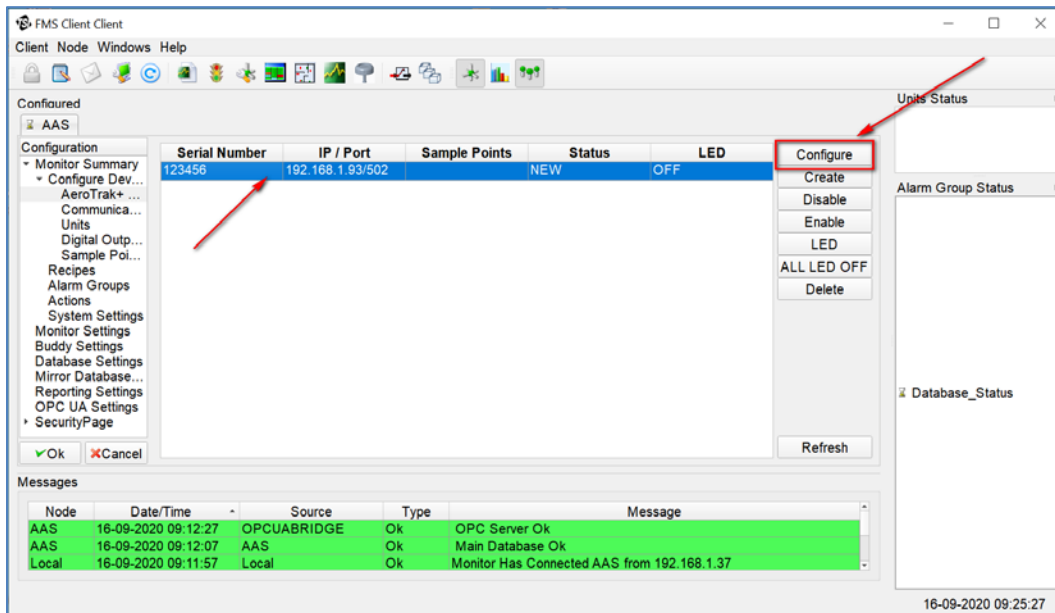 FMS Client Client
Client Node Windows Help
Configured
AAS
Configuration
Monitor Summary
Configure Dev...
AeroTrak+ ...
Communica...
Units
Digital Outp...
Sample Poi...
Recipes
Alarm Groups
Actions
System Settings
Monitor Settings
Buddy Settings
Database Settings
Mirror Database...
Reporting Settings
OPC UA Settings
SecurityPage
Ok Cancel
Serial Number IP / Port Sample Points Status LED
123456 192.168.1.93/502 NEW OFF
Configure
Create
Disable
Enable
LED
ALL LED OFF
Delete
Refresh
Units Status
Alarm Group Status
Database_Status
Messages
Node Date/Time Source Type Message
AAS 16-09-2020 09:12:27 OPCUABRIDGE Ok OPC Server Ok
AAS 16-09-2020 09:12:07 AAS Ok Main Database Ok
Local 16-09-2020 09:11:57 Local Ok Monitor Has Connected AAS from 192.168.1.37
16-09-2020 09:25:27